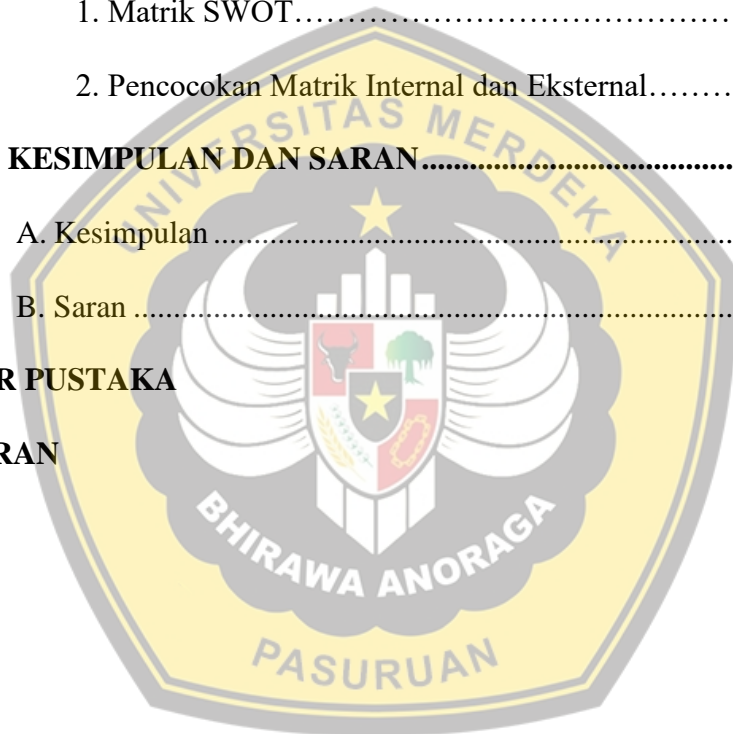 1. Matrik SWOT……………………………………
2. Pencocokan Matrik Internal dan Eksternal……..
KESIMPULAN DAN SARAN......................................
A. Kesimpulan..................................................................
B. Saran............................................................................
R PUSTAKA
RAN
UNIVERSITAS MERDEKA
BHIRAWA ANORAGA
PASURUAN